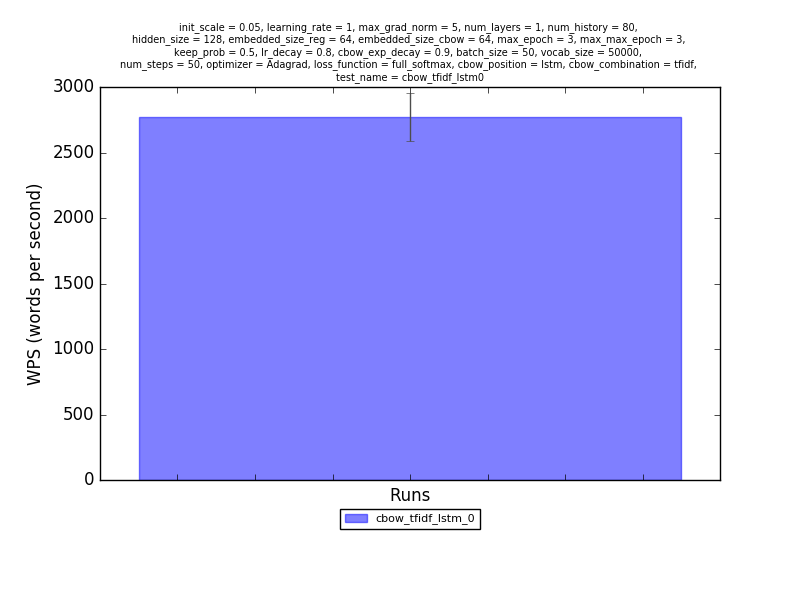 init_scale = 0.05, learning_rate = 1, max_grad_norm = 5, num_layers = 1, num_history = 80,
hidden_size = 128, embedded_size_reg = 64, embedded_size_cbow = 64, max_epoch = 3, max_max_epoch = 3,
keep_prob = 0.5, lr_decay = 0.8, cbow_exp_decay = 0.9, batch_size = 50, vocab_size = 50000,
num_steps = 50, optimizer = Adagrad, loss_function = full_softmax, cbow_position = lstm, cbow_combination = tfidf,
test_name = cbow_tfidf_lstm0
3000
2500
2000
1500
1000
500
0
WPS (words per second)
Runs
cbow_tfidf_lstm_0